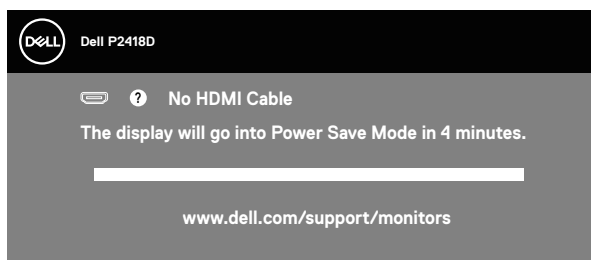 DELL
Dell P2418D
? No HDMI Cable
The display will go into Power Save Mode in 4 minutes.
www.dell.com/support/monitors